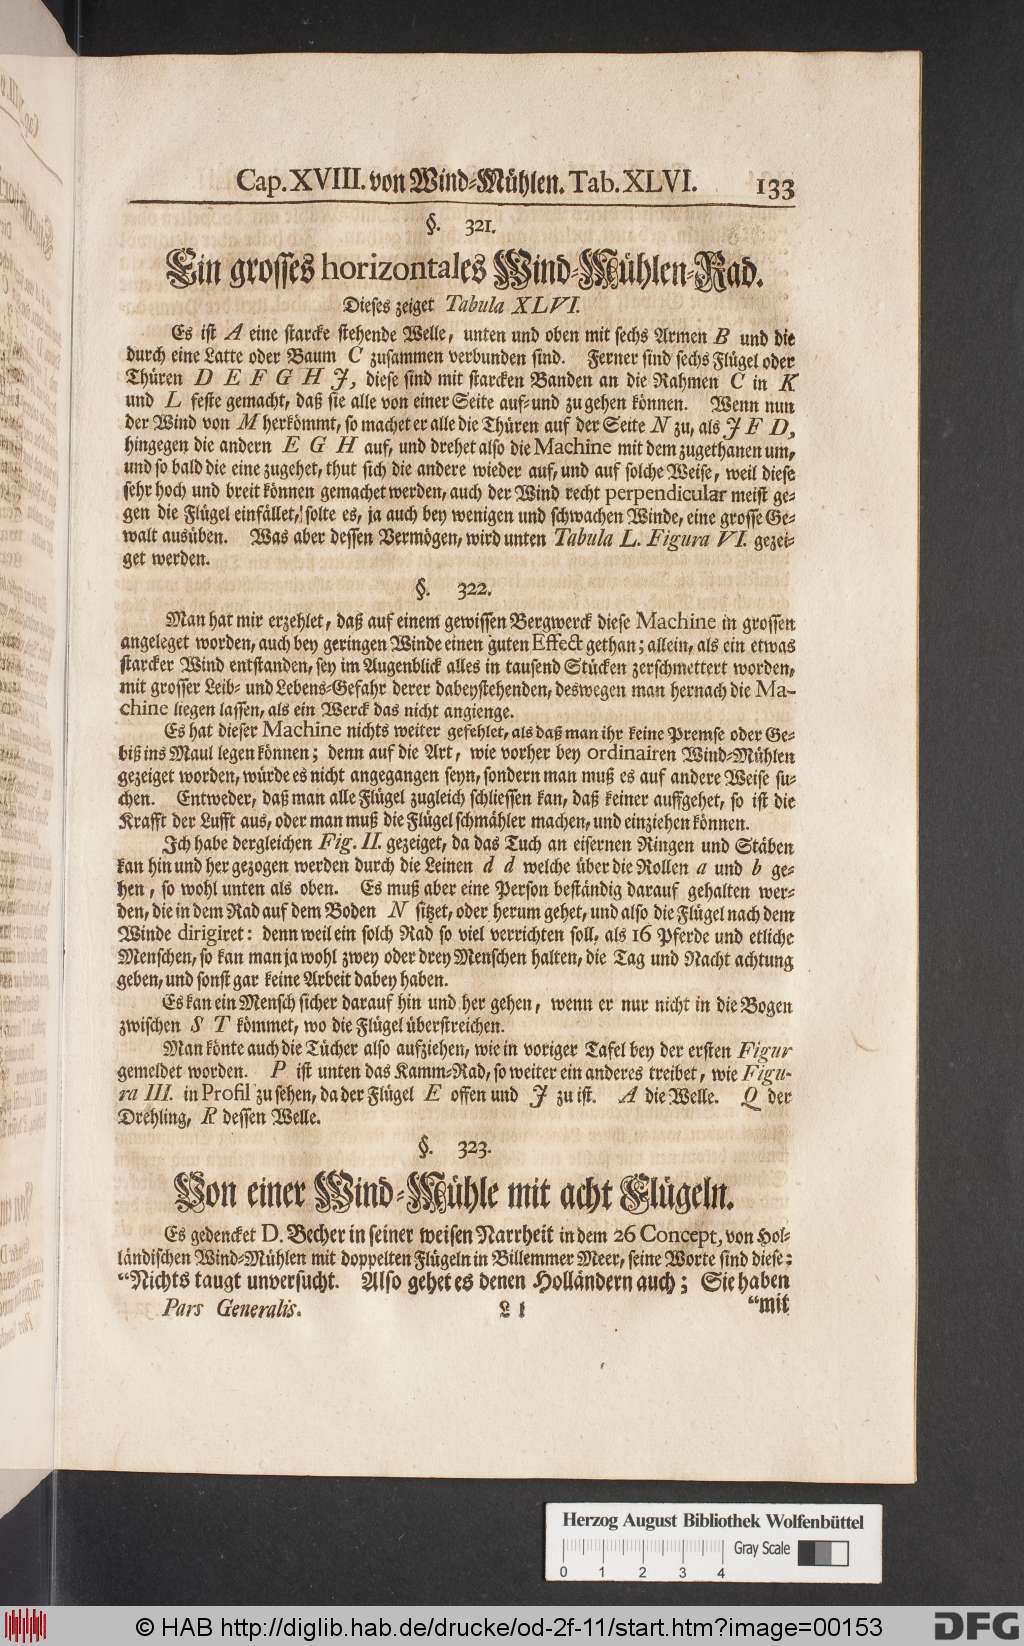 Cap. XVIII. von Wind-Mühlen. Tab. XLVI. 133
§. 321.
Ein grosses horizontales Wind-Mühlen-Rad.
Dieses zeiget Tabula XLVI.
Es ist A eine starcke stehende Welle, unten und oben mit sechs Armen B und die
durch eine Latte oder Baum C zusammen verbunden sind. Ferner sind sechs Flügel oder
Thüren D E F G H J, diese sind mit starcken Banden an die Rahmen C in K
und L feste gemacht, daß sie alle von einer Seite auf- und zu gehen können. Wenn nun
der Wind von M herkömmt, so machet er alle die Thüren auf der Seite N zu, als J F D,
hingegen die andern E G H auf, und drehet also die Machine mit dem zugethanen um,
und so bald die eine zugehet, thut sich die andere wieder auf, und auf solche Weise, weil diese
sehr hoch und breit können gemachet werden, auch der Wind recht perpendicular meist ge-
gen die Flügel einfället, solte es, ja auch bey wenigen und schwachen Winde, eine grosse Ge-
walt ausüben. Was aber dessen Vermögen, wird unten Tabula L. Figura VI. gezei-
get werden.
§. 322.
Man hat mir erzehlet, daß auf einem gewissen Bergwerck diese Machine in grossen
angeleget worden, auch bey geringen Winde einen guten Effect gethan; allein, als ein etwas
starcker Wind entstanden, sey im Augenblick alles in tausend Stücken zerschmettert worden,
mit grosser Leib- und Lebens-Gefahr derer dabeystehenden, deswegen man hernach die Ma-
chine liegen lassen, als ein Werck das nicht angienge.
Es hat dieser Machine nichts weiter gefehlet, als daß man ihr keine Premse oder Ge-
biß ins Maul legen können; denn auf die Art, wie vorher bey ordinairen Wind-Mühlen
gezeiget worden, würde es nicht angegangen seyn, sondern man muß es auf andere Weise su-
chen. Entweder, daß man alle Flügel zugleich schliessen kan, daß keiner auffgehet, so ist die
Krafft der Lufft aus, oder man muß die Flügel schmähler machen, und einziehen können.
Ich habe dergleichen Fig. II. gezeiget, da das Tuch an eisernen Ringen und Stäben
kan hin und her gezogen werden durch die Leinen d d welche über die Rollen a und b ge-
hen, so wohl unten als oben. Es muß aber eine Person beständig darauf gehalten wer-
den, die in dem Rad auf dem Boden N sitzet, oder herum gehet, und also die Flügel nach dem
Winde dirigiret: denn weil ein solch Rad so viel verrichten soll, als 16 Pferde und etliche
Menschen, so kan man ja wohl zwey oder drey Menschen halten, die Tag und Nacht achtung
geben, und sonst gar keine Arbeit dabey haben.
Es kan ein Mensch sicher darauf hin und her gehen, wenn er nur nicht in die Bogen
zwischen S T kömmet, wo die Flügel überstreichen.
Man könte auch die Tücher also aufziehen, wie in voriger Tafel bey der ersten Figur
gemeldet worden. P ist unten das Kamm-Rad, so weiter ein anderes treibet, wie Figu-
ra III. in Profil zu sehen, da der Flügel E offen und J zu ist. A die Welle. Q der
Drehling, R dessen Welle.
§. 323.
Von einer Wind-Mühle mit acht Flügeln.
Es gedencket D. Becher in seiner weisen Narrheit in dem 26 Concept, von Hol-
ländischen Wind-Mühlen mit doppelten Flügeln in Billemmer Meer, seine Worte sind diese:
“Nichts taugt unversucht. Also gehet es denen Holländern auch; Sie haben
Pars Generalis. L l “mit
Herzog August Bibliothek Wolfenbüttel
Gray Scale
0 1 2 3 4
© HAB http://diglib.hab.de/drucke/od-2f-11/start.htm?image=00153
DFG